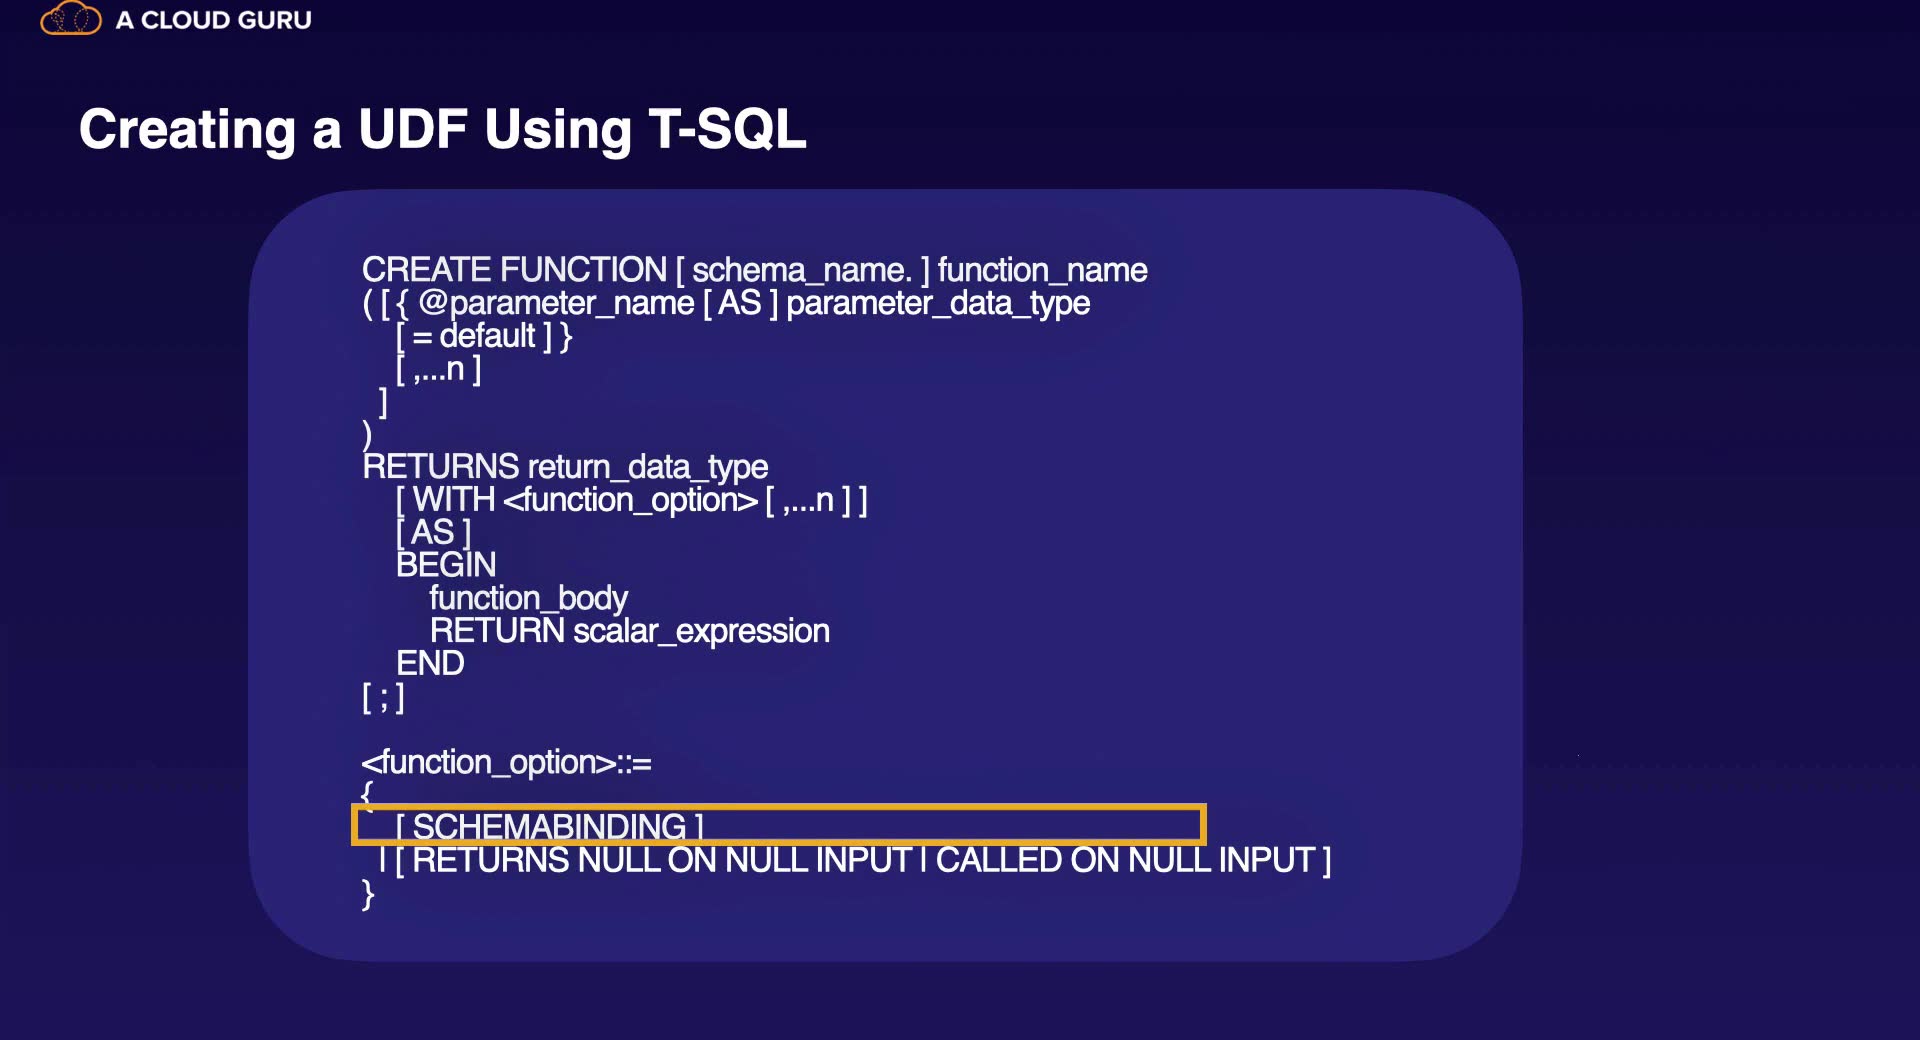 A CLOUD GURU
Creating a UDF Using T-SQL
CREATE FUNCTION [ schema_name. ] function_name
( [ { @parameter_name [ AS ] parameter_data_type
[ = default ] }
[ ,...n ]
]
)
RETURNS return_data_type
[ WITH <function_option> [ ,...n ] ]
[ AS ]
BEGIN
function_body
RETURN scalar_expression
END
[ ; ]
<function_option>::=
{
[ SCHEMABINDING ]
| [ RETURNS NULL ON NULL INPUT | CALLED ON NULL INPUT ]
}